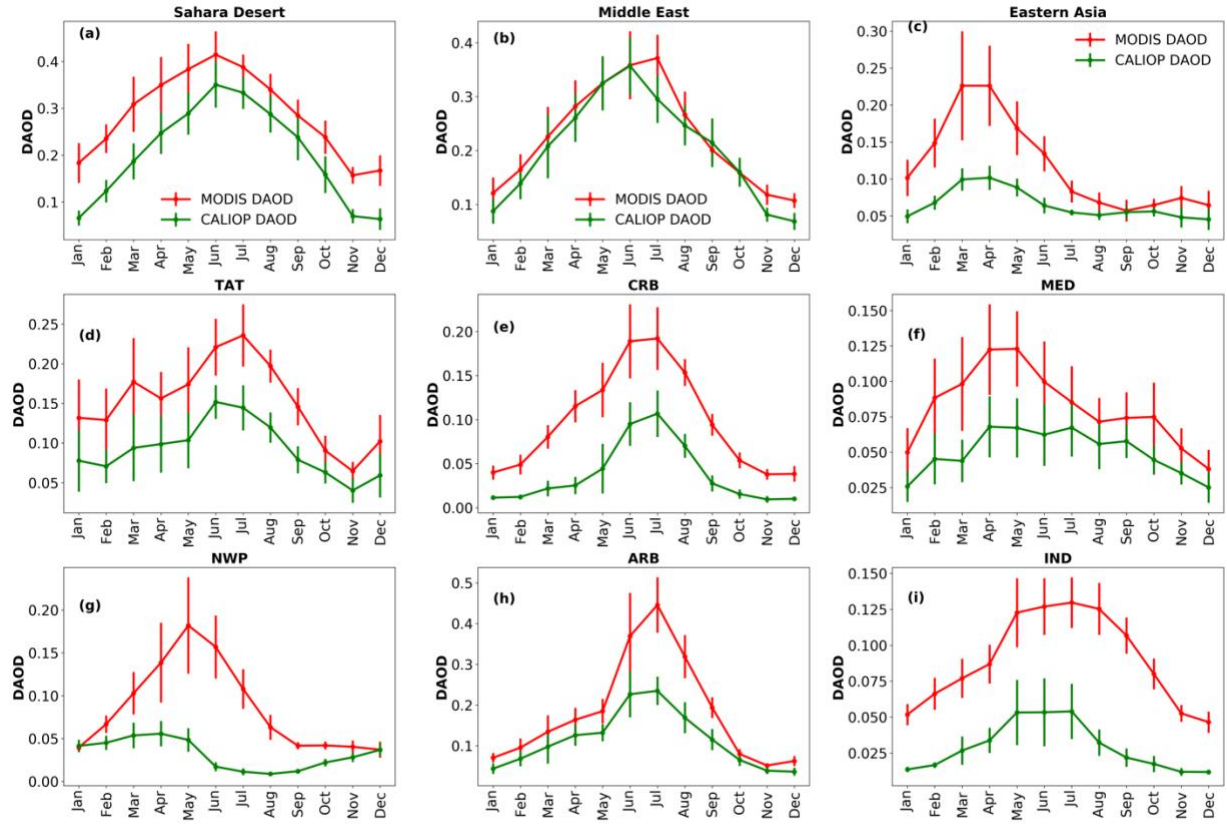 Sahara Desert
(a)
DAOD
0.4
0.3
0.2
0.1
MODIS DAOD
CALIOP DAOD
Jan Feb Mar Apr May Jun Jul Aug Sep Oct Nov Dec
Middle East
(b)
DAOD
0.4
0.3
0.2
0.1
MODIS DAOD
CALIOP DAOD
Jan Feb Mar Apr May Jun Jul Aug Sep Oct Nov Dec
Eastern Asia
(c)
DAOD
0.30
0.25
0.20
0.15
0.10
0.05
MODIS DAOD
CALIOP DAOD
Jan Feb Mar Apr May Jun Jul Aug Sep Oct Nov Dec
TAT
(d)
DAOD
0.25
0.20
0.15
0.10
0.05
Jan Feb Mar Apr May Jun Jul Aug Sep Oct Nov Dec
CRB
(e)
DAOD
0.20
0.15
0.10
0.05
0.00
Jan Feb Mar Apr May Jun Jul Aug Sep Oct Nov Dec
MED
(f)
DAOD
0.150
0.125
0.100
0.075
0.050
0.025
Jan Feb Mar Apr May Jun Jul Aug Sep Oct Nov Dec
NWP
(g)
DAOD
0.20
0.15
0.10
0.05
0.00
Jan Feb Mar Apr May Jun Jul Aug Sep Oct Nov Dec
ARB
(h)
DAOD
0.5
0.4
0.3
0.2
0.1
Jan Feb Mar Apr May Jun Jul Aug Sep Oct Nov Dec
IND
(i)
DAOD
0.150
0.125
0.100
0.075
0.050
0.025
Jan Feb Mar Apr May Jun Jul Aug Sep Oct Nov Dec